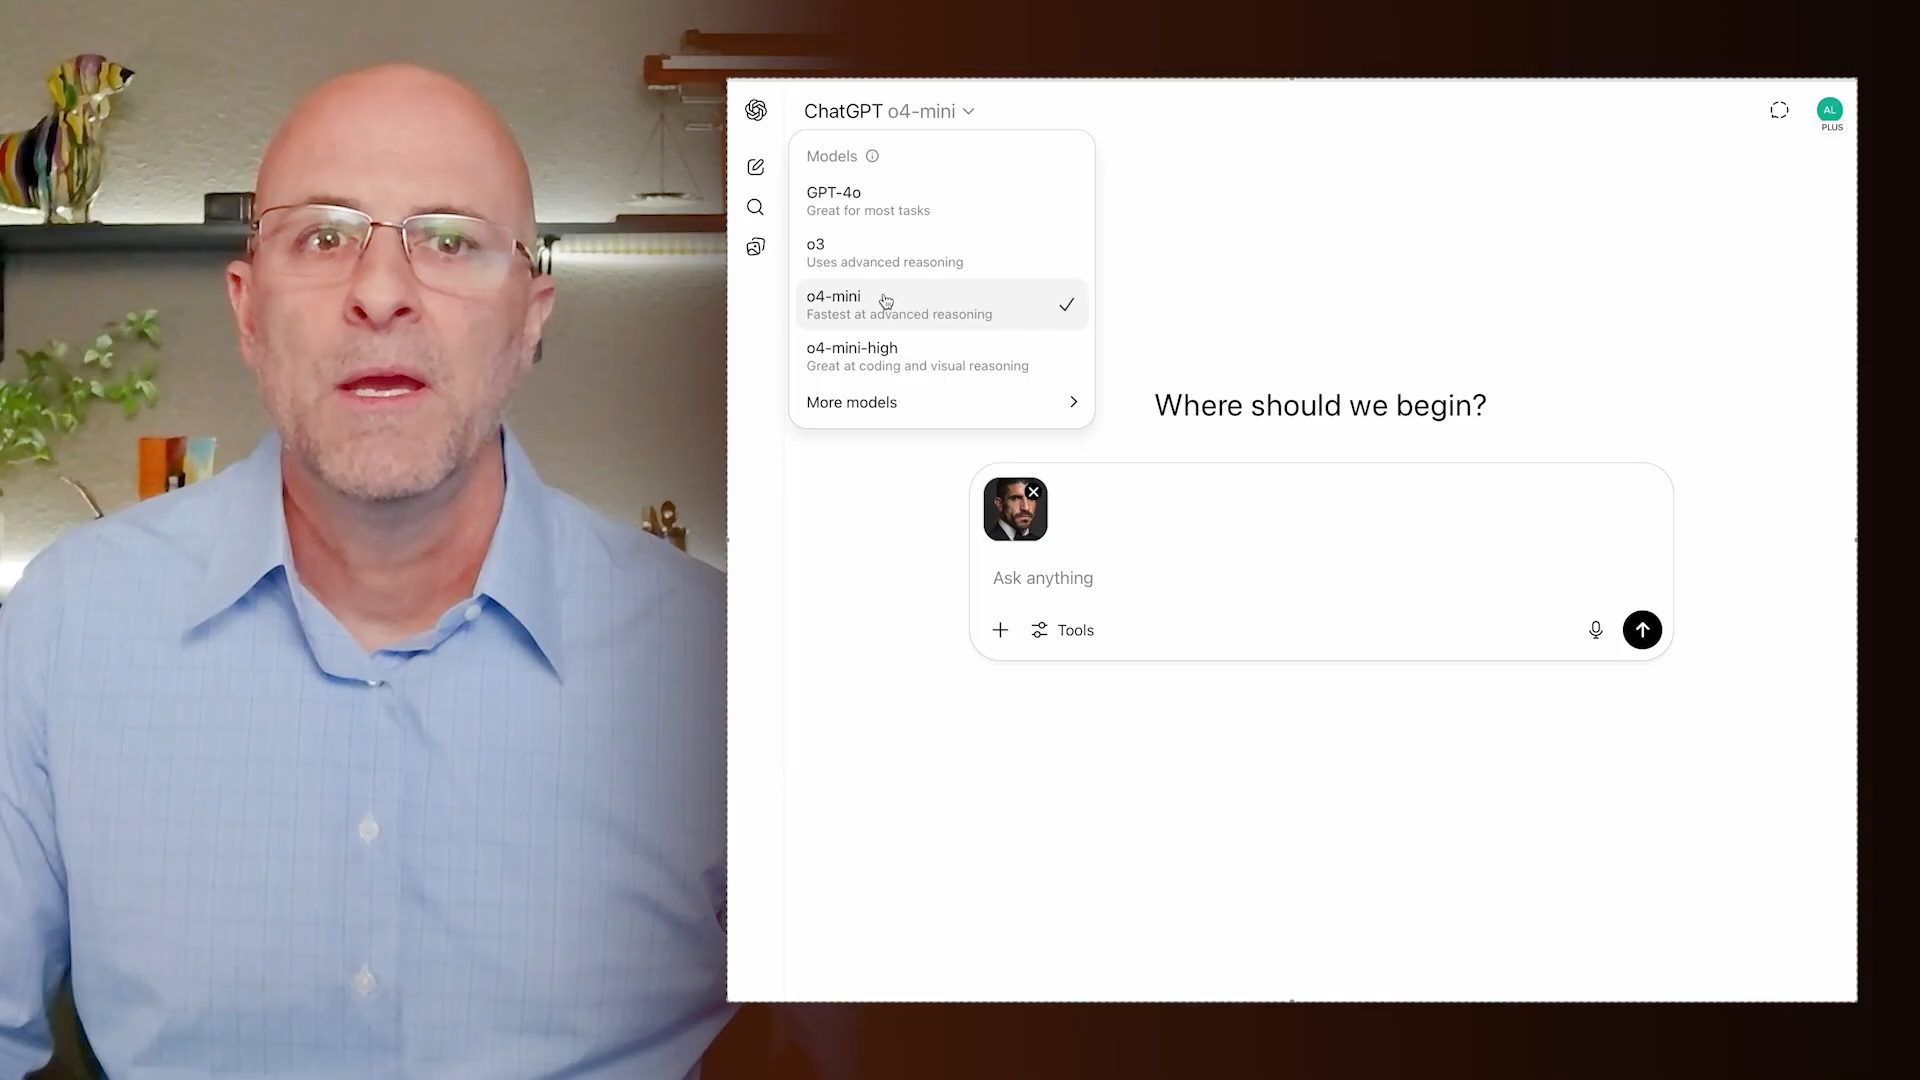 ChatGPT o4-mini
AL
PLUS
Models
GPT-4o
Great for most tasks
o3
Uses advanced reasoning
o4-mini
Fastest at advanced reasoning
o4-mini-high
Great at coding and visual reasoning
More models
Where should we begin?
Ask anything
Tools